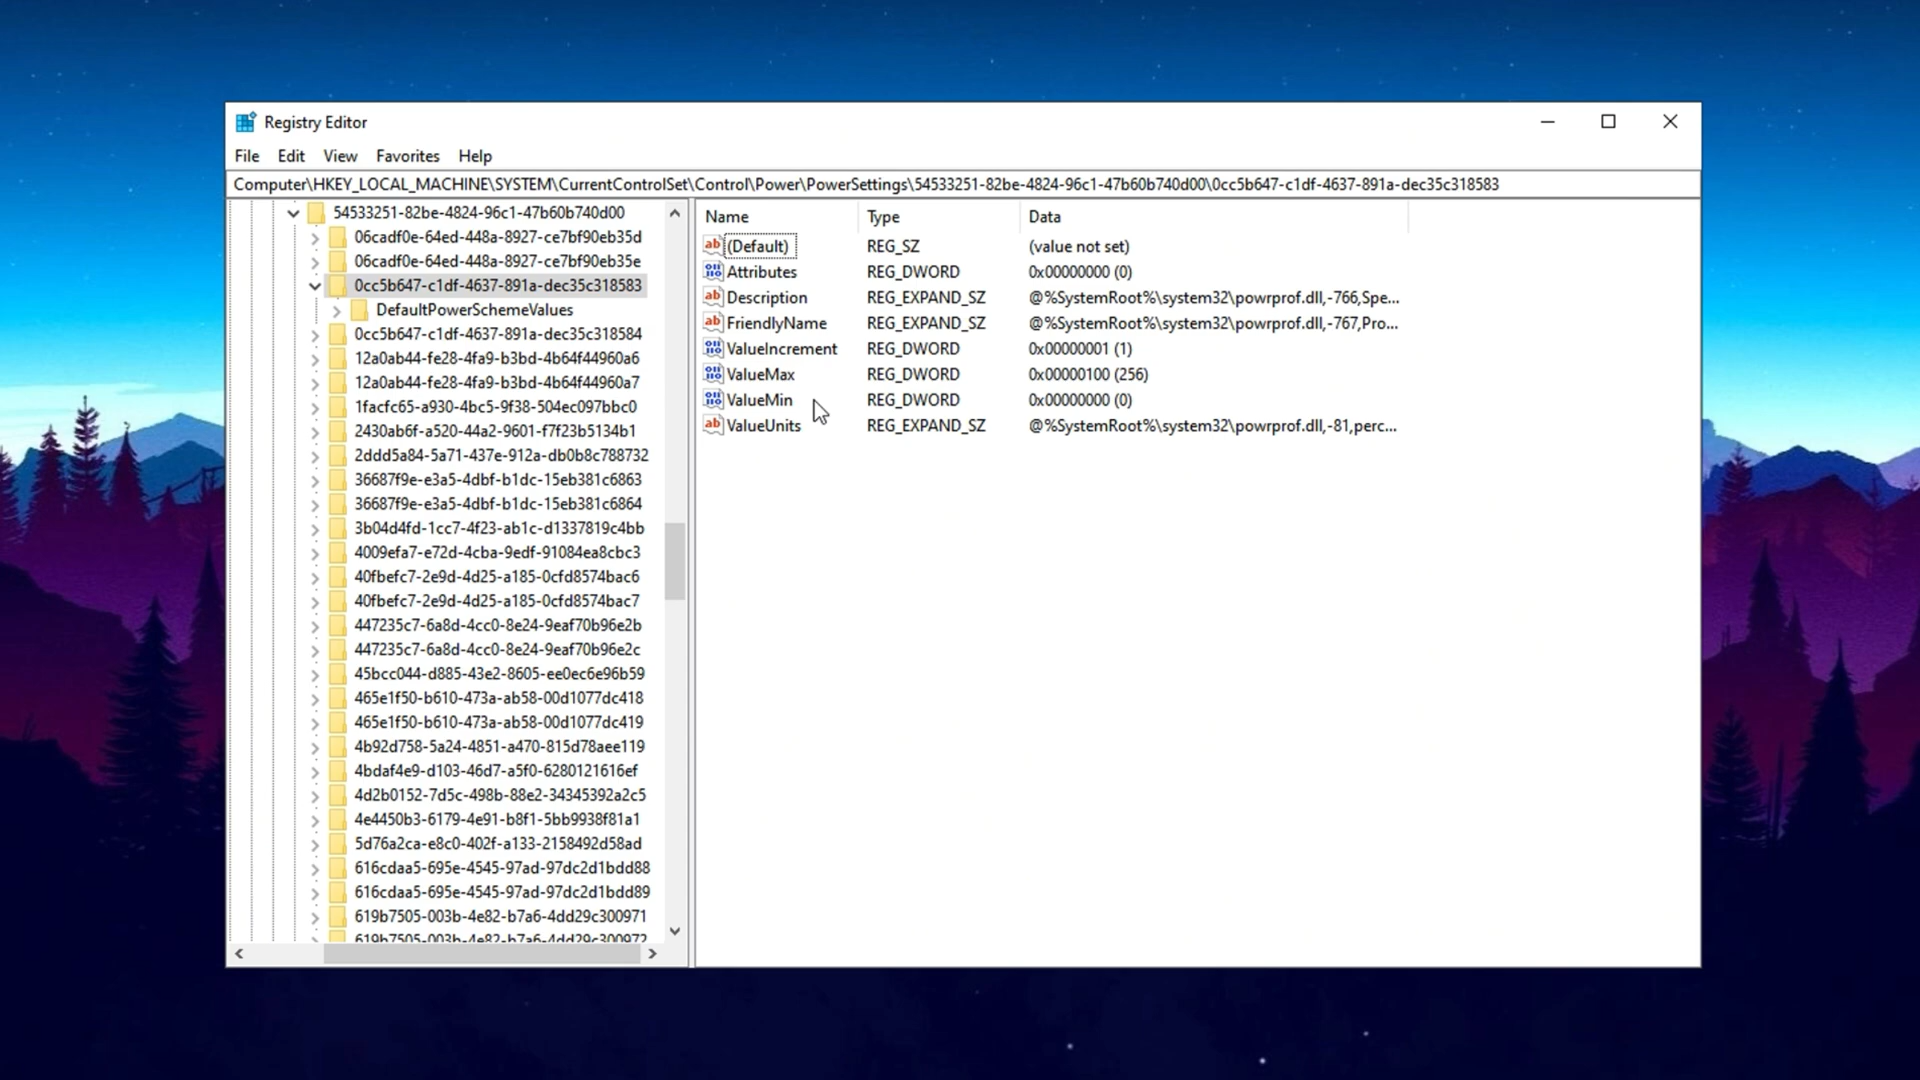 Registry Editor
File Edit View Favorites Help
Computer\HKEY_LOCAL_MACHINE\SYSTEM\CurrentControlSet\Control\Power\PowerSettings\54533251-82be-4824-96c1-47b60b740d00\0cc5b647-c1df-4637-891a-dec35c318583
54533251-82be-4824-96c1-47b60b740d00
06cadf0e-64ed-448a-8927-ce7bf90eb35d
06cadf0e-64ed-448a-8927-ce7bf90eb35e
0cc5b647-c1df-4637-891a-dec35c318583
DefaultPowerSchemeValues
0cc5b647-c1df-4637-891a-dec35c318584
12a0ab44-fe28-4fa9-b3bd-4b64f44960a6
12a0ab44-fe28-4fa9-b3bd-4b64f44960a7
1facfc65-a930-4bc5-9f38-504ec097bbc0
2430ab6f-a520-44a2-9601-f7f23b5134b1
2ddd5a84-5a71-437e-912a-db0b8c788732
36687f9e-e3a5-4dbf-b1dc-15eb381c6863
36687f9e-e3a5-4dbf-b1dc-15eb381c6864
3b04d4fd-1cc7-4f23-ab1c-d1337819c4bb
4009efa7-e72d-4cba-9edf-91084ea8cbc3
40fbefc7-2e9d-4d25-a185-0cfd8574bac6
40fbefc7-2e9d-4d25-a185-0cfd8574bac7
447235c7-6a8d-4cc0-8e24-9eaf70b96e2b
447235c7-6a8d-4cc0-8e24-9eaf70b96e2c
45bcc044-d885-43e2-8605-ee0ec6e96b59
465e1f50-b610-473a-ab58-00d1077dc418
465e1f50-b610-473a-ab58-00d1077dc419
4b92d758-5a24-4851-a470-815d78aee119
4bdaf4e9-d103-46d7-a5f0-6280121616ef
4d2b0152-7d5c-498b-88e2-34345392a2c5
4e4450b3-6179-4e91-b8f1-5bb9938f81a1
5d76a2ca-e8c0-402f-a133-2158492d58ad
616cdaa5-695e-4545-97ad-97dc2d1bdd88
616cdaa5-695e-4545-97ad-97dc2d1bdd89
619b7505-003b-4e82-b7a6-4dd29c300971
619b7505-003b-4e82-b7a6-4dd29c300972
Name Type Data
(Default) REG_SZ (value not set)
Attributes REG_DWORD 0x00000000 (0)
Description REG_EXPAND_SZ @%SystemRoot%\system32\powrprof.dll,-766,Spe...
FriendlyName REG_EXPAND_SZ @%SystemRoot%\system32\powrprof.dll,-767,Pro...
ValueIncrement REG_DWORD 0x00000001 (1)
ValueMax REG_DWORD 0x00000100 (256)
ValueMin REG_DWORD 0x00000000 (0)
ValueUnits REG_EXPAND_SZ @%SystemRoot%\system32\powrprof.dll,-81,perc...